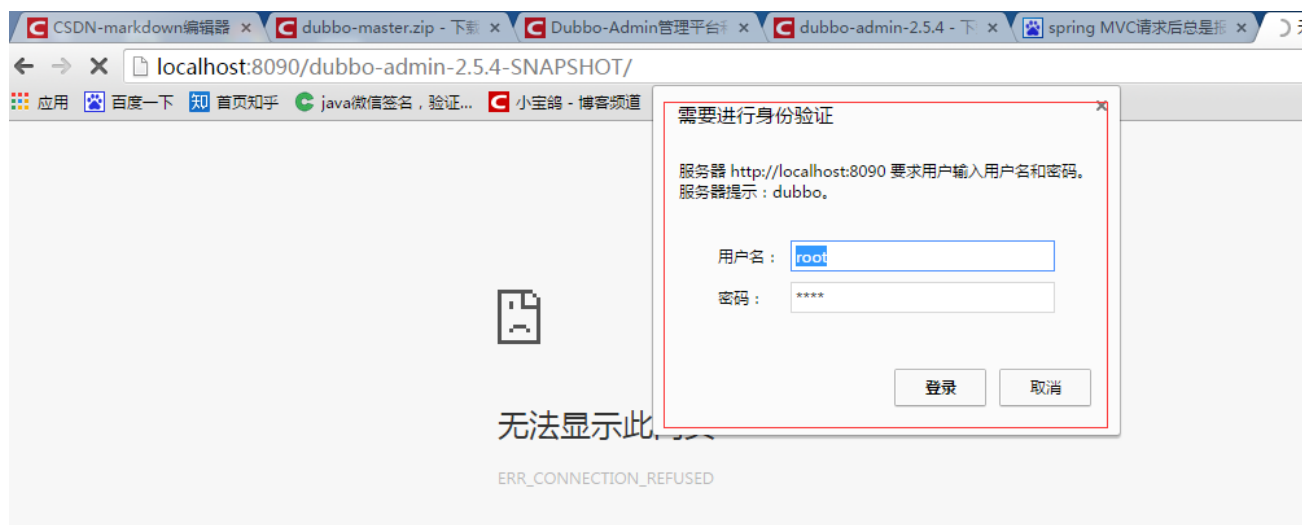 CSDN-markdown编辑器
dubbo-master.zip - 下载
Dubbo-Admin管理平台
dubbo-admin-2.5.4 - 下
spring MVC请求后总是报
localhost:8090/dubbo-admin-2.5.4-SNAPSHOT/
应用 百度一下 知 首页知乎 java微信签名，验证... 小宝鸽 - 博客频道
需要进行身份验证
服务器 http://localhost:8090 要求用户输入用户名和密码。
服务器提示：dubbo。
用户名： root
密码： ****
登录 取消
无法显示此
ERR_CONNECTION_REFUSED